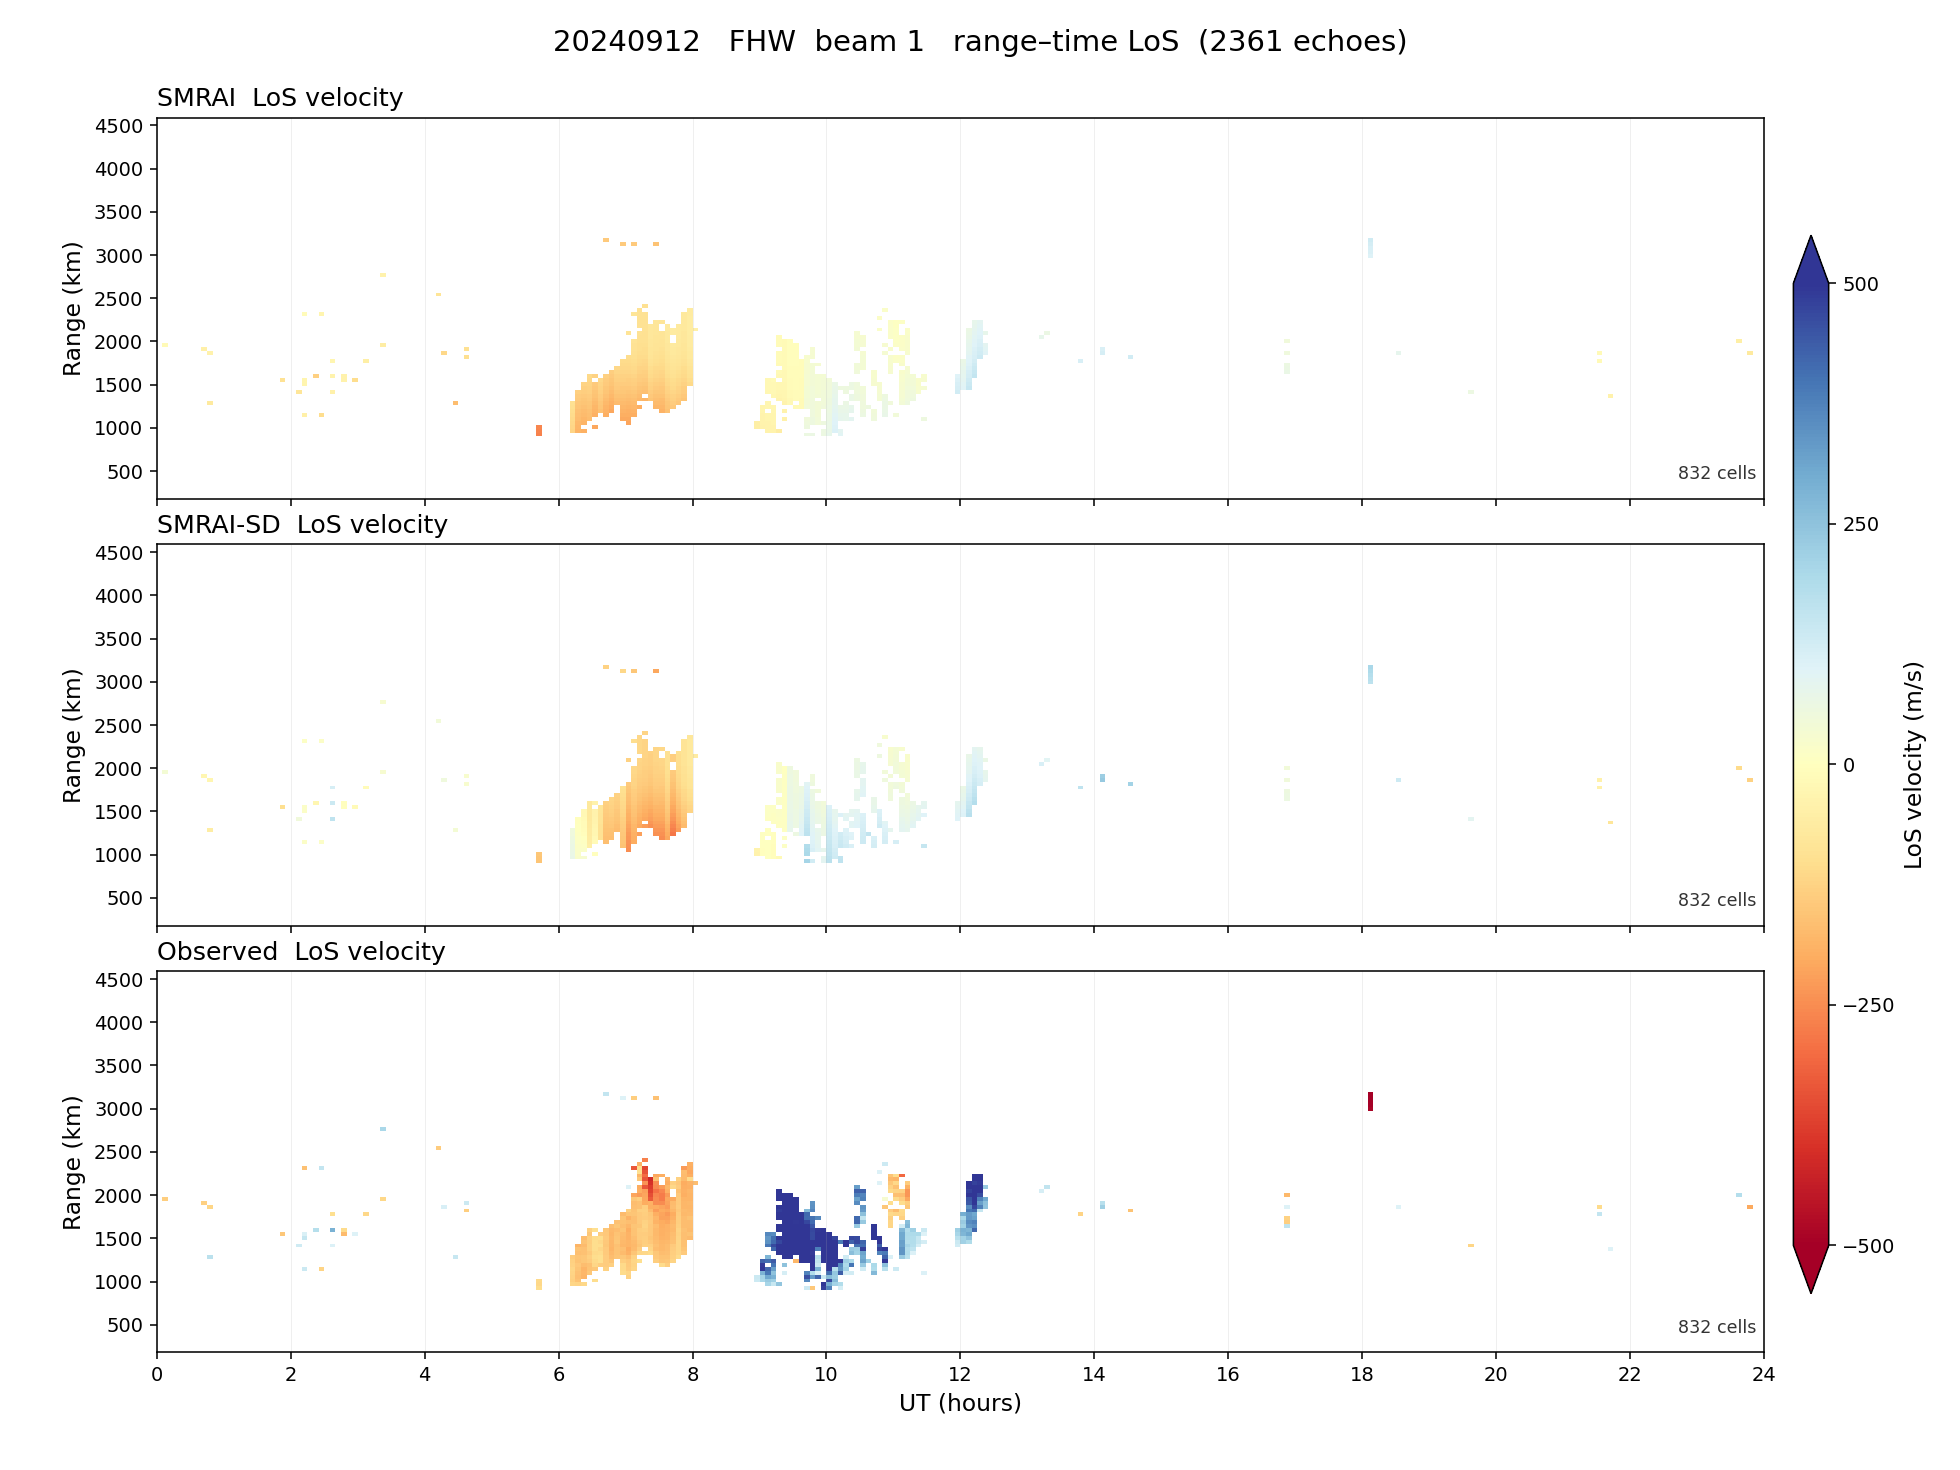 20240912   FHW  beam 1   range–time LoS  (2361 echoes)
SMRAI  LoS velocity
4500
4000
3500
3000
2500
2000
1500
1000
500
Range (km)
832 cells
SMRAI-SD  LoS velocity
4500
4000
3500
3000
2500
2000
1500
1000
500
Range (km)
832 cells
Observed  LoS velocity
4500
4000
3500
3000
2500
2000
1500
1000
500
Range (km)
832 cells
0 2 4 6 8 10 12 14 16 18 20 22 24
UT (hours)
500
250
0
−250
−500
LoS velocity (m/s)